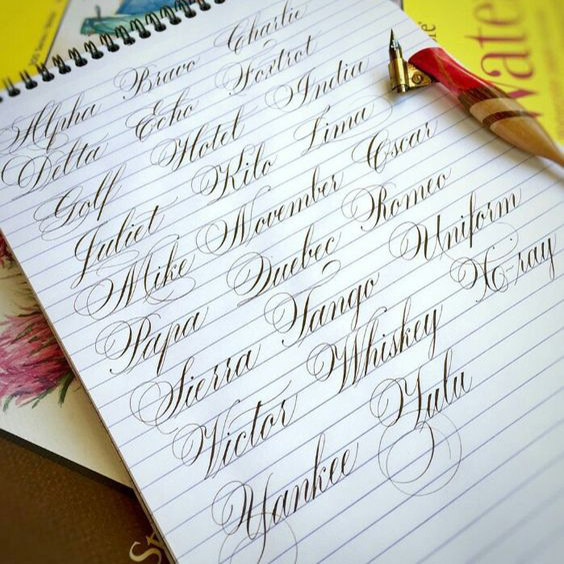 Alpha Bravo Charlie
Delta Echo Foxtrot
Golf Hotel India
Juliet Kilo Lima
Mike November Oscar
Papa Quebec Romeo
Sierra Tango Uniform
Victor Whiskey X-ray
Yankee Zulu
Wate